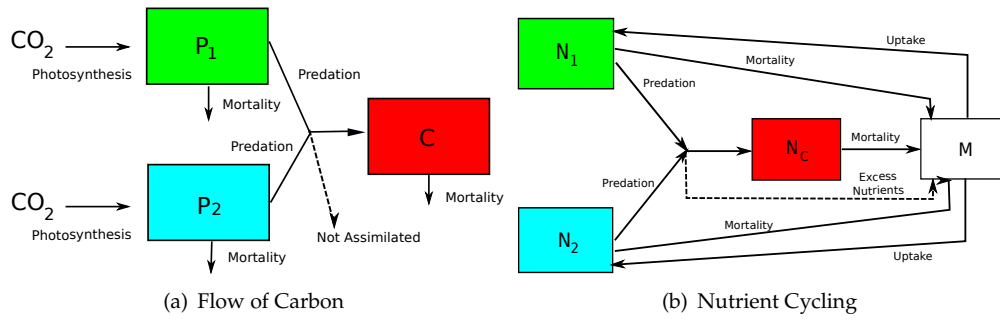 CO2
Photosynthesis
P1
Mortality
Predation
Predation
C
Mortality
CO2
Photosynthesis
P2
Mortality
Not Assimilated
(a) Flow of Carbon
N1
Uptake
Mortality
Predation
NC
Mortality
M
Predation
Excess
Nutrients
N2
Mortality
Uptake
(b) Nutrient Cycling